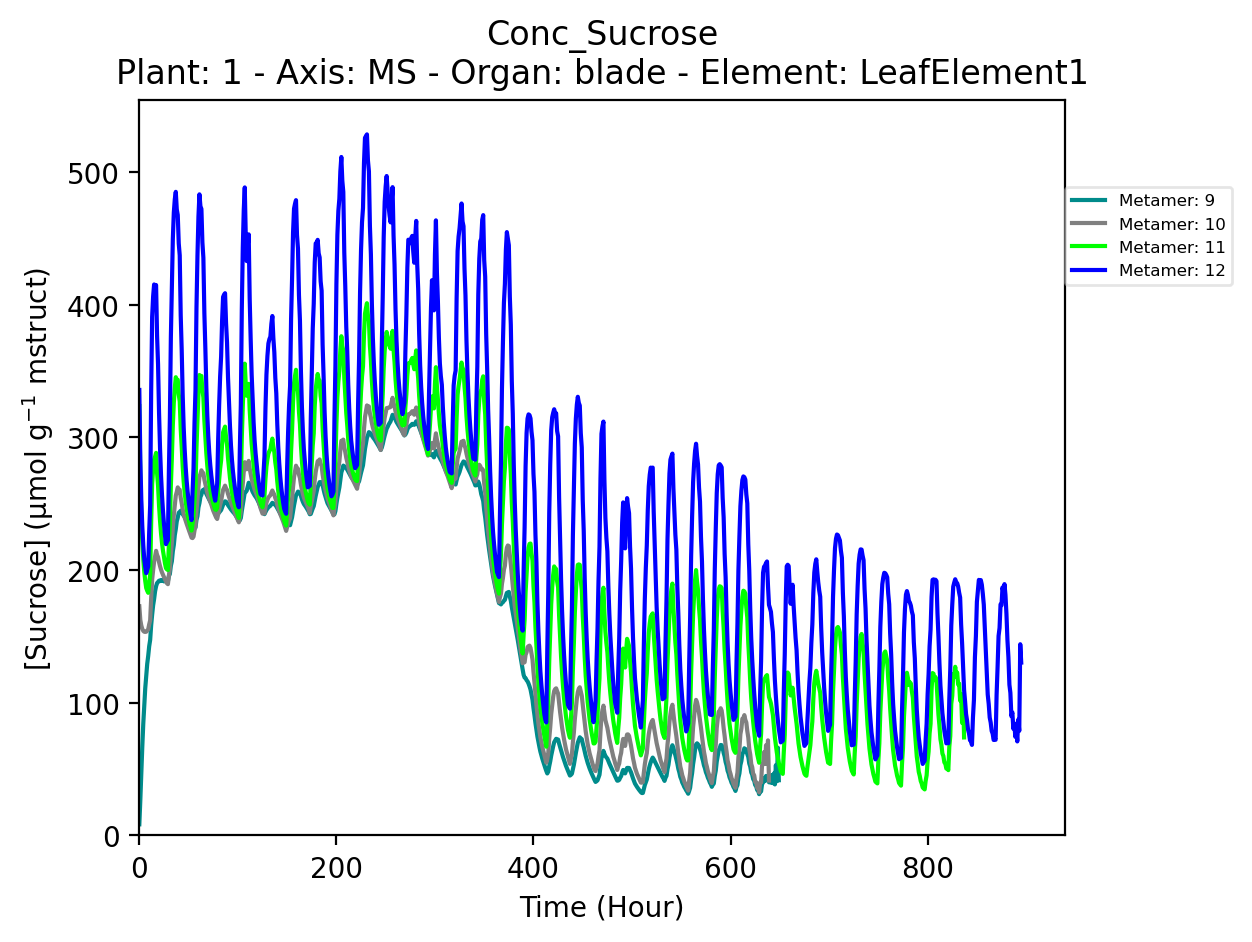 Conc_Sucrose
Plant: 1 - Axis: MS - Organ: blade - Element: LeafElement1
[Sucrose] (µmol g⁻¹ mstruct)
500
400
300
200
100
0
0 200 400 600 800
Time (Hour)
Metamer: 9
Metamer: 10
Metamer: 11
Metamer: 12